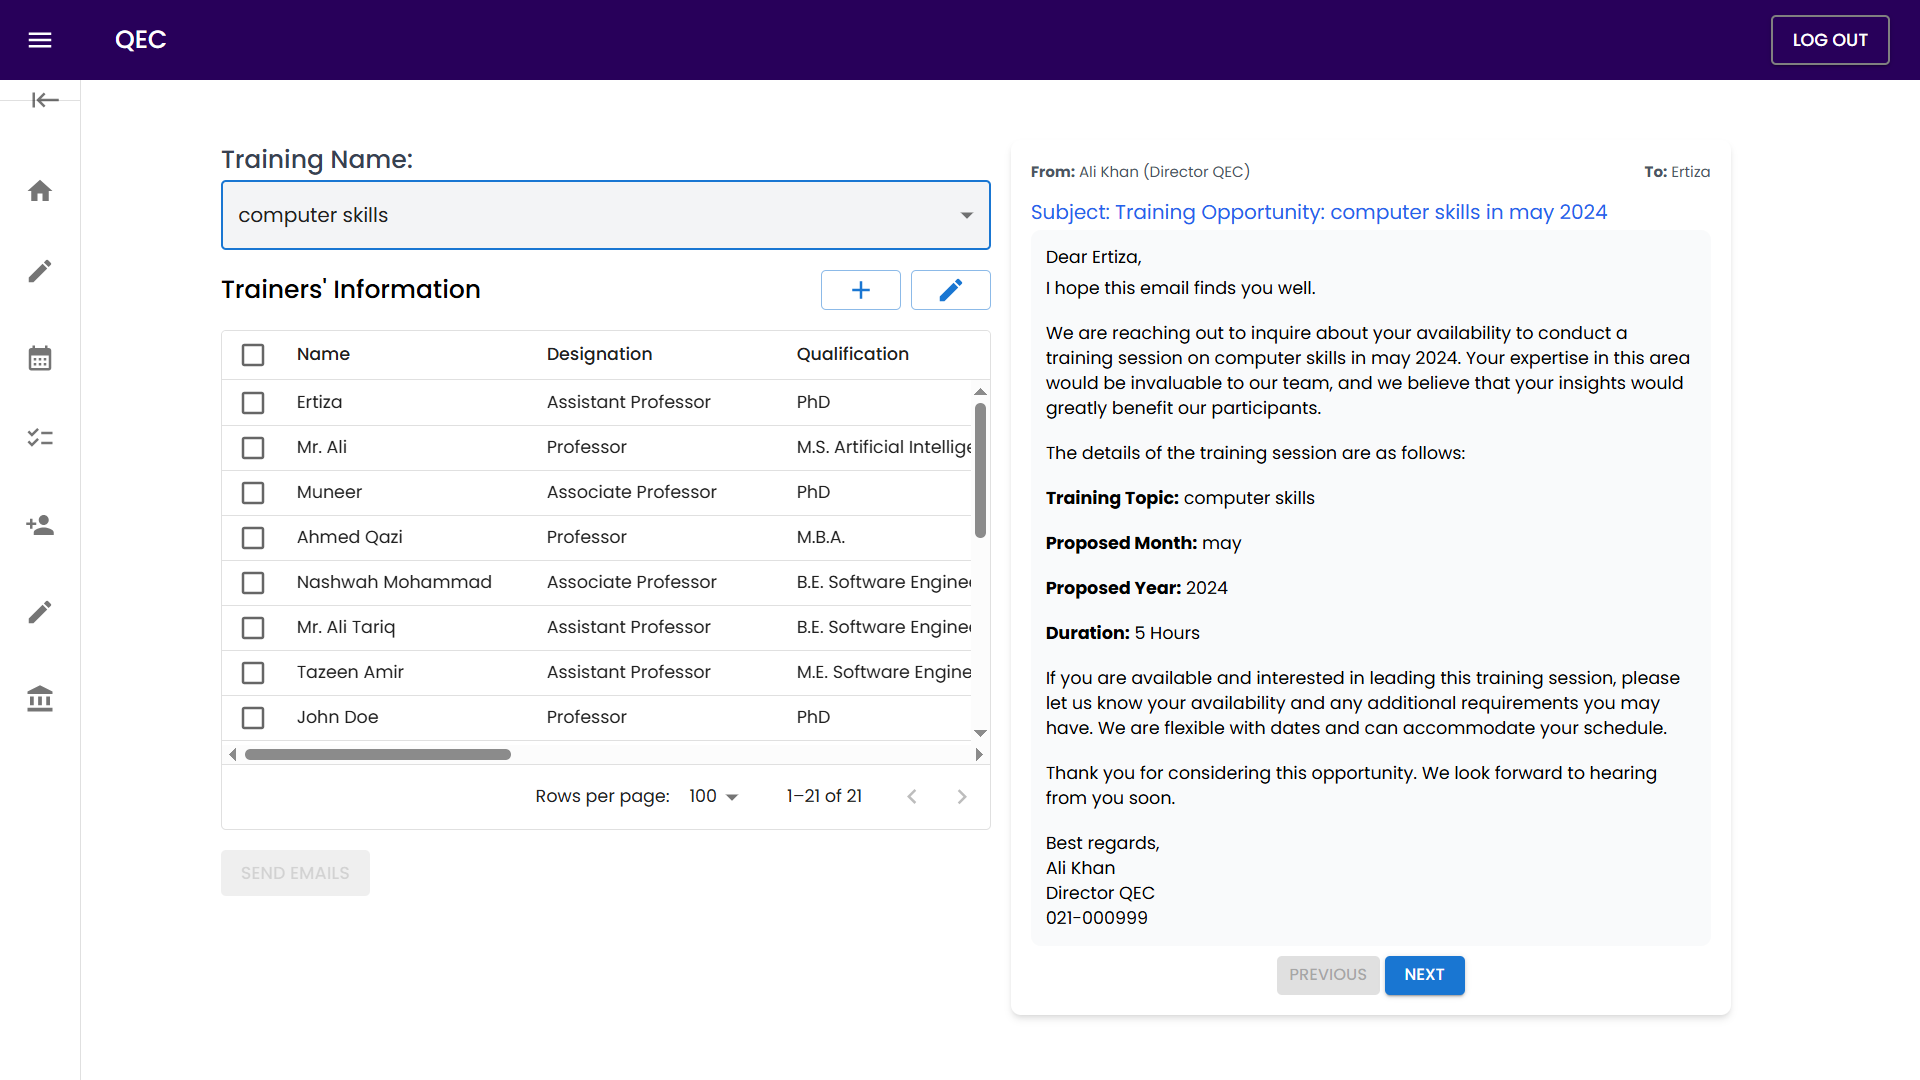 QEC
LOG OUT
Training Name:
computer skills
Trainers' Information
Name Designation Qualification
Ertiza Assistant Professor PhD
Mr. Ali Professor M.S. Artificial Intellige
Muneer Associate Professor PhD
Ahmed Qazi Professor M.B.A.
Nashwah Mohammad Associate Professor B.E. Software Enginee
Mr. Ali Tariq Assistant Professor B.E. Software Enginee
Tazeen Amir Assistant Professor M.E. Software Engine
John Doe Professor PhD
Rows per page: 100 1–21 of 21
SEND EMAILS
From: Ali Khan (Director QEC) To: Ertiza
Subject: Training Opportunity: computer skills in may 2024
Dear Ertiza,
I hope this email finds you well.
We are reaching out to inquire about your availability to conduct a
training session on computer skills in may 2024. Your expertise in this area
would be invaluable to our team, and we believe that your insights would
greatly benefit our participants.
The details of the training session are as follows:
Training Topic: computer skills
Proposed Month: may
Proposed Year: 2024
Duration: 5 Hours
If you are available and interested in leading this training session, please
let us know your availability and any additional requirements you may
have. We are flexible with dates and can accommodate your schedule.
Thank you for considering this opportunity. We look forward to hearing
from you soon.
Best regards,
Ali Khan
Director QEC
021-000999
PREVIOUS NEXT